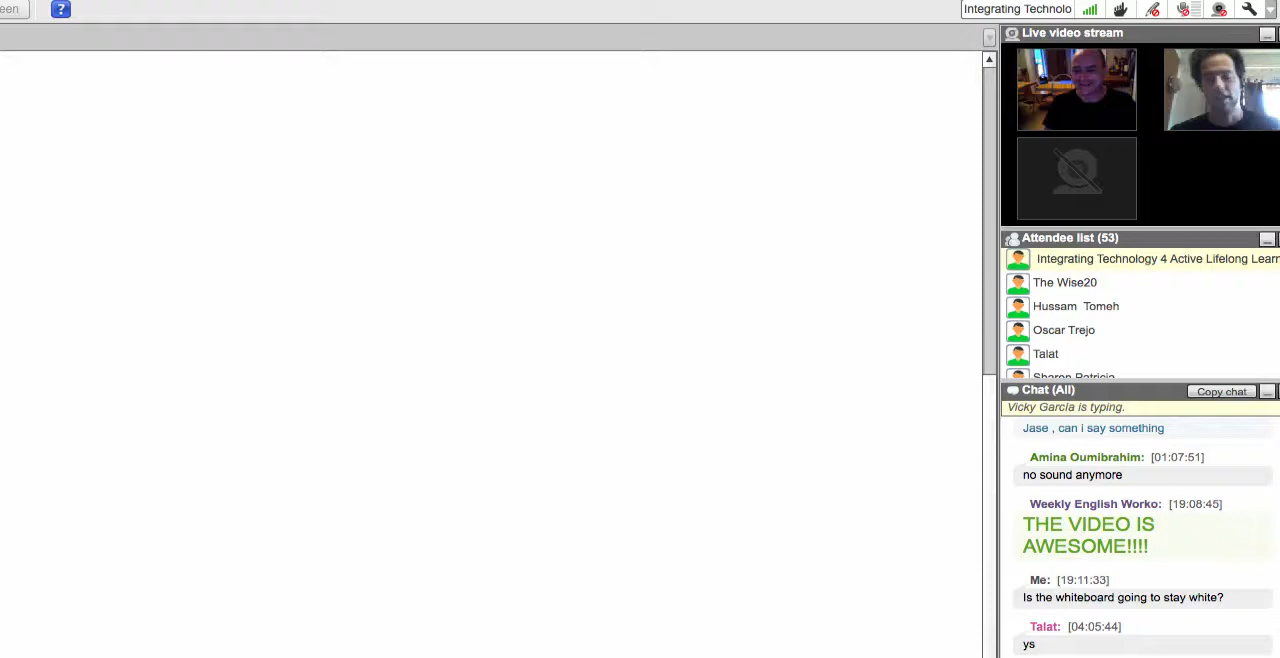 een
?
Integrating Technolo
Live video stream
Attendee list (53)
Integrating Technology 4 Active Lifelong Learn
The Wise20
Hussam Tomeh
Oscar Trejo
Talat
Sharon Patricia
Chat (All)
Copy chat
Vicky Garcia is typing.
Jase , can i say something
Amina Oumibrahim: [01:07:51]
no sound anymore
Weekly English Worko: [19:08:45]
THE VIDEO IS
AWESOME!!!!
Me: [19:11:33]
Is the whiteboard going to stay white?
Talat: [04:05:44]
ys